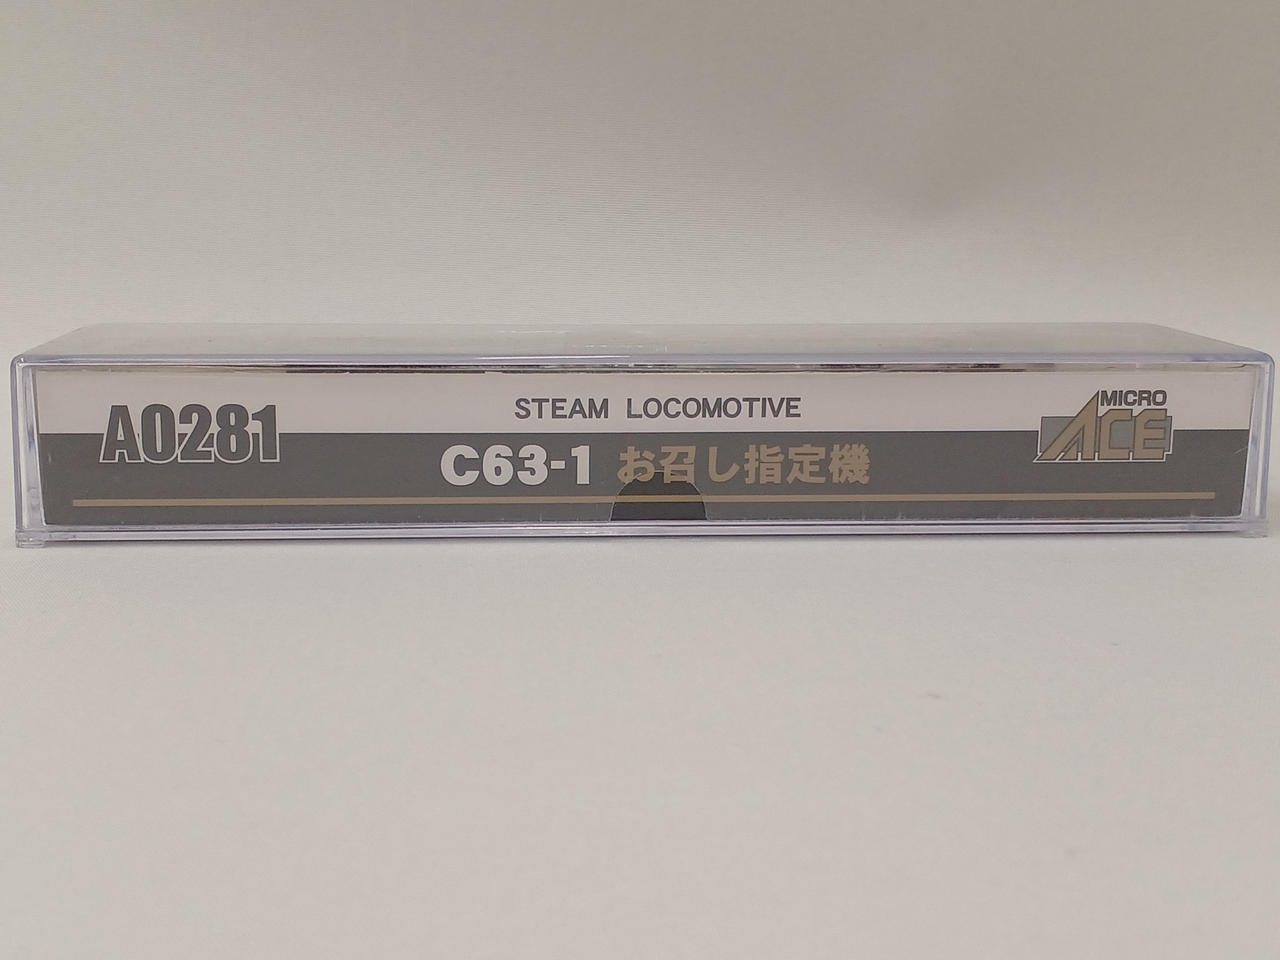 A0281
STEAM LOCOMOTIVE
C63-1 お召し指定機
MICRO
ACE